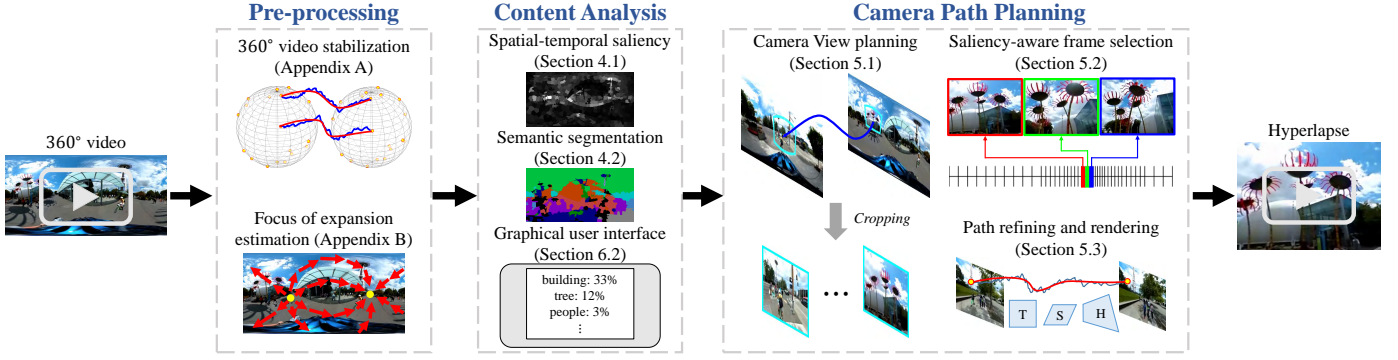 Pre-processing
Content Analysis
Camera Path Planning
360° video
360° video stabilization
(Appendix A)
Focus of expansion
estimation (Appendix B)
Spatial-temporal saliency
(Section 4.1)
Semantic segmentation
(Section 4.2)
Graphical user interface
(Section 6.2)
building: 33%
tree: 12%
people: 3%
⋮
Camera View planning
(Section 5.1)
Cropping
...
Saliency-aware frame selection
(Section 5.2)
Path refining and rendering
(Section 5.3)
T S H
Hyperlapse